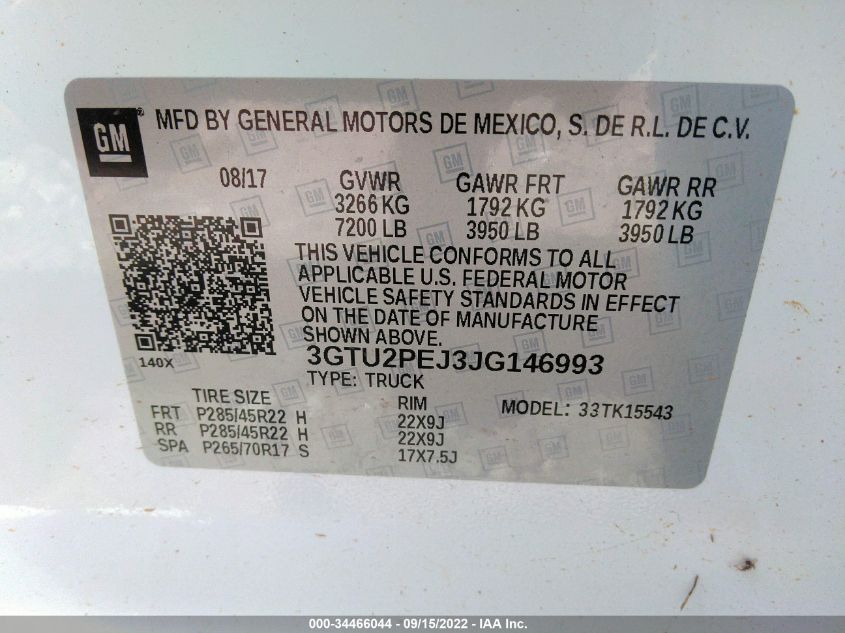 GM
MFD BY GENERAL MOTORS DE MEXICO, S. DE R.L. DE C.V.
08/17 GVWR GAWR FRT GAWR RR
3266 KG 1792 KG 1792 KG
7200 LB 3950 LB 3950 LB
THIS VEHICLE CONFORMS TO ALL
APPLICABLE U.S. FEDERAL MOTOR
VEHICLE SAFETY STANDARDS IN EFFECT
ON THE DATE OF MANUFACTURE
SHOWN ABOVE.
140X 3GTU2PEJ3JG146993
TYPE: TRUCK
TIRE SIZE RIM MODEL: 33TK15543
FRT P285/45R22 H 22X9J
RR P285/45R22 H 22X9J
SPA P265/70R17 S 17X7.5J
000-34466044 - 09/15/2022 - IAA Inc.